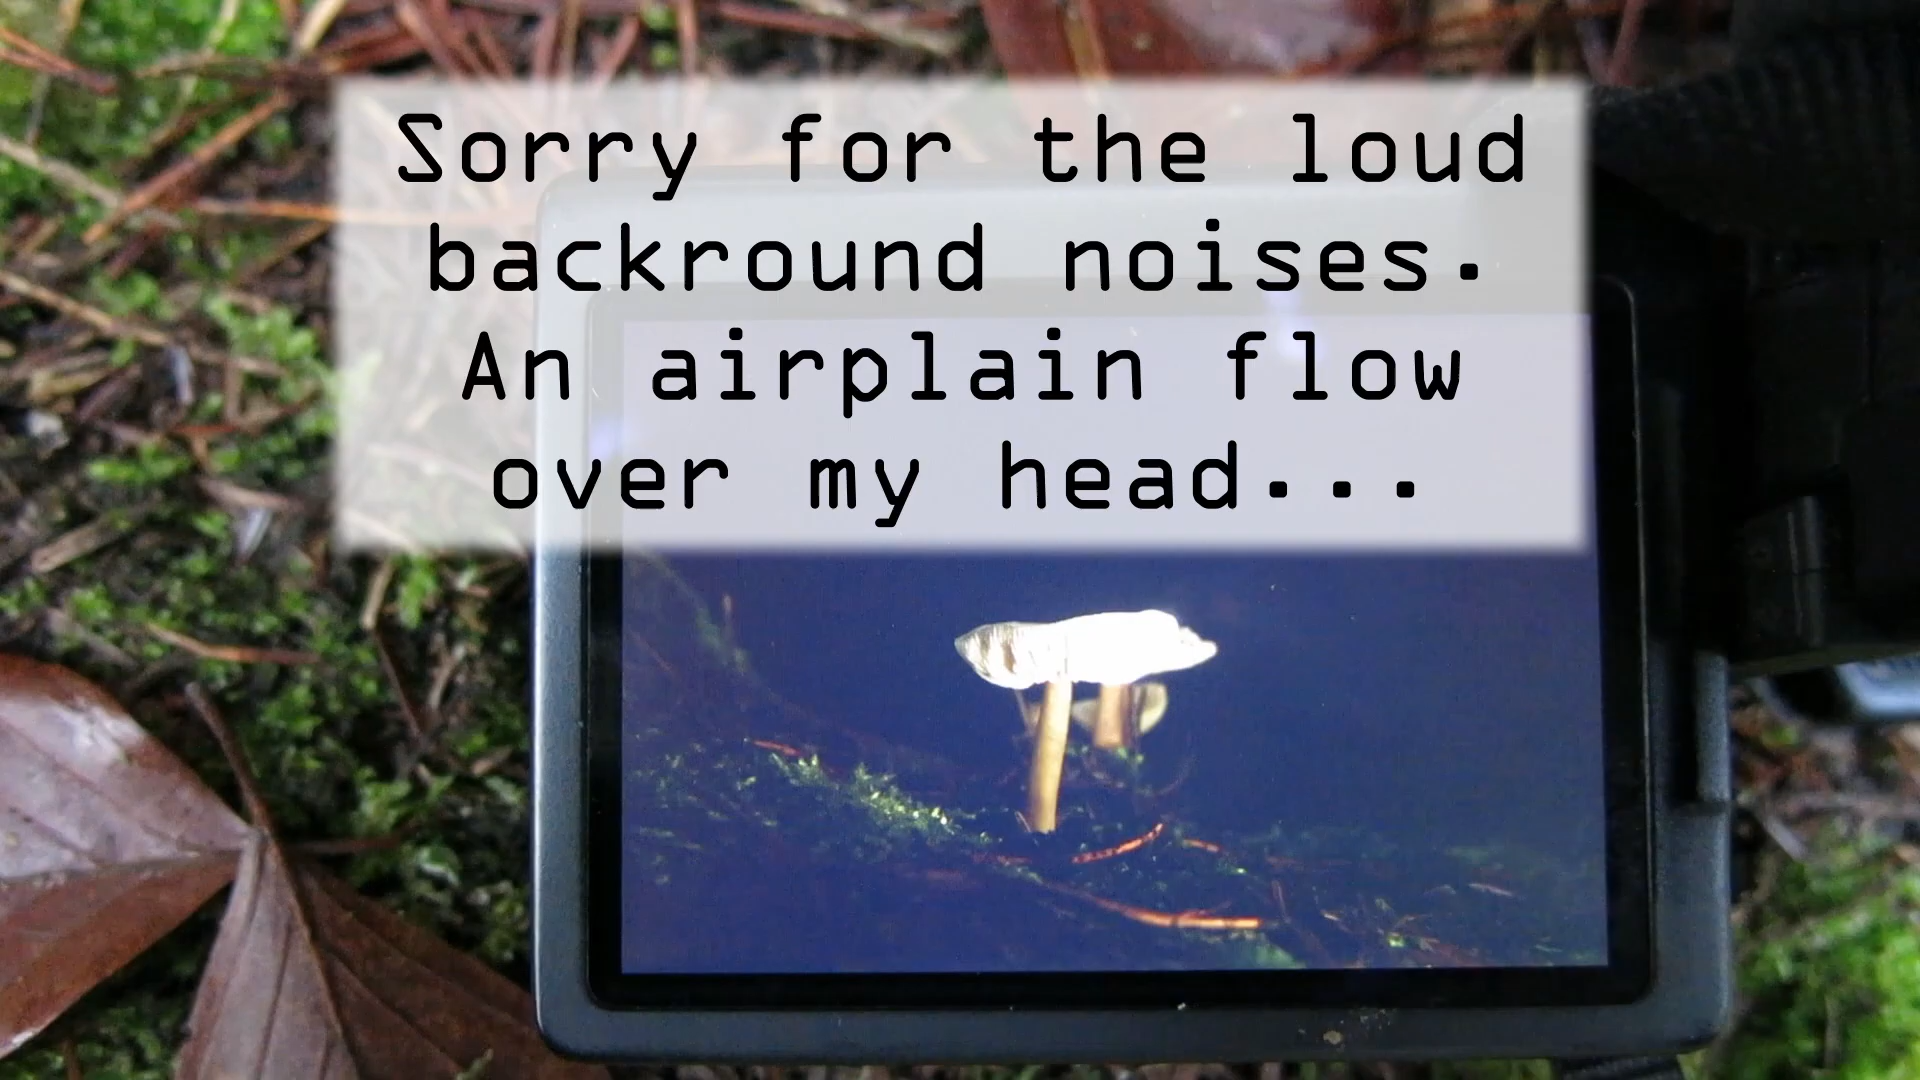 Sorry for the loud
backround noises.
An airplain flow
over my head...